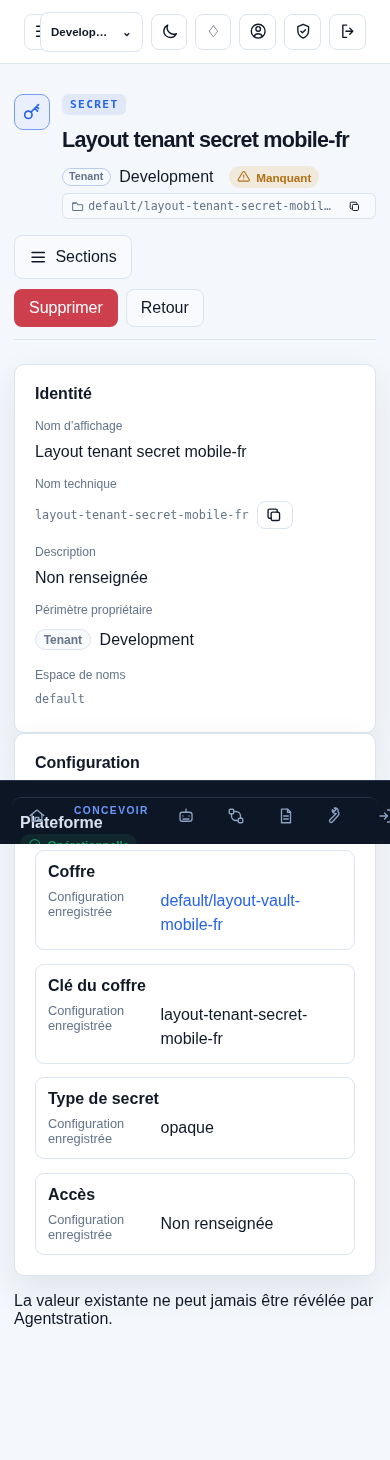 Develop…
SECRET
Layout tenant secret mobile-fr
Tenant Development Manquant
default/layout-tenant-secret-mobil…
Sections
Supprimer Retour
Identité
Nom d’affichage
Layout tenant secret mobile-fr
Nom technique
layout-tenant-secret-mobile-fr
Description
Non renseignée
Périmètre propriétaire
Tenant Development
Espace de noms
default
Configuration
CONCEVOIR
Plateforme
Opérationnelle
Coffre
Configuration enregistrée
default/layout-vault-
mobile-fr
Clé du coffre
Configuration enregistrée
layout-tenant-secret-
mobile-fr
Type de secret
Configuration enregistrée
opaque
Accès
Configuration enregistrée
Non renseignée
La valeur existante ne peut jamais être révélée par
Agentstration.